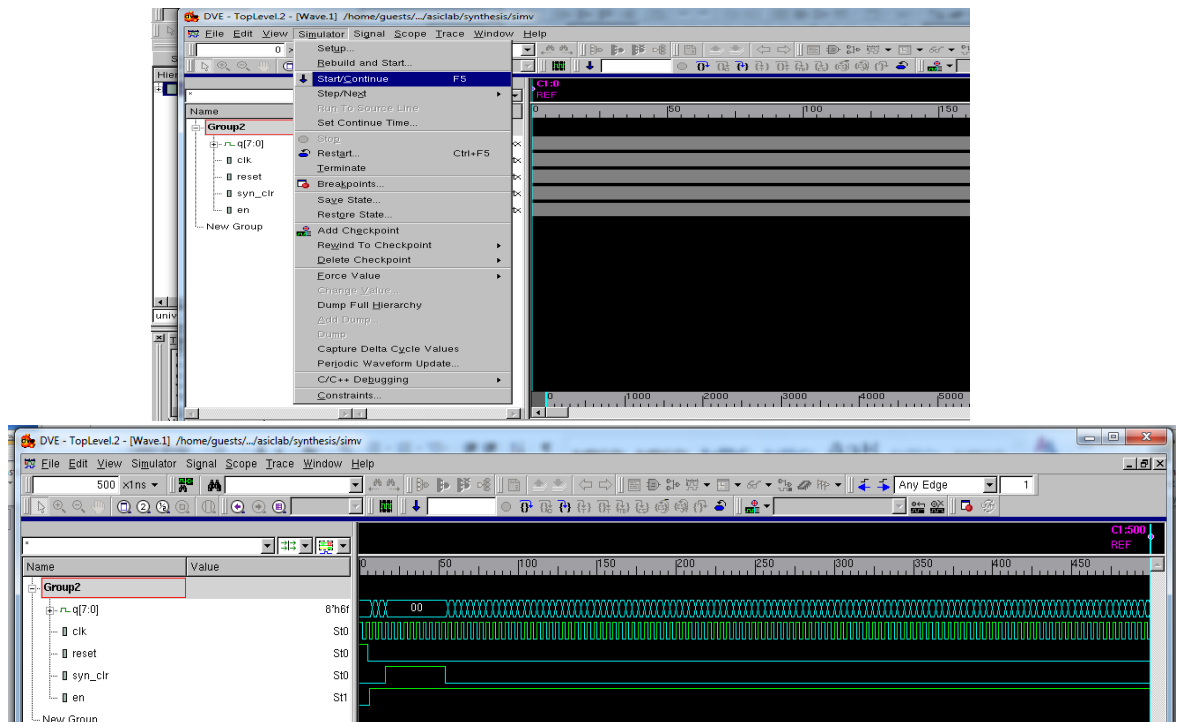 DVE - TopLevel.2 - [Wave.1] /home/guests/.../asiclab/synthesis/simv
File Edit View Simulator Signal Scope Trace Window Help
0
Setup...
Rebuild and Start...
Start/Continue F5
Step/Next
Run To Source Line
Set Continue Time...
Stop
Restart... Ctrl+F5
Terminate
Breakpoints...
Save State...
Restore State...
Add Checkpoint
Rewind To Checkpoint
Delete Checkpoint
Force Value
Change Value...
Dump Full Hierarchy
Add Dump...
Dump
Capture Delta Cycle Values
Periodic Waveform Update...
C/C++ Debugging
Constraints...
Hier
*
Name
Group2
q[7:0]
clk
reset
syn_clr
en
New Group
univ
C1:0
REF
0 50 100 150
0 1000 2000 3000 4000 5000
DVE - TopLevel.2 - [Wave.1] /home/guests/.../asiclab/synthesis/simv
File Edit View Simulator Signal Scope Trace Window Help
500 x1ns Any Edge 1
C1:500
REF
*
Name Value
0 50 100 150 200 250 300 350 400 450
Group2
q[7:0] 8'h6f 00
clk St0
reset St0
syn_clr St0
en St1
New Group